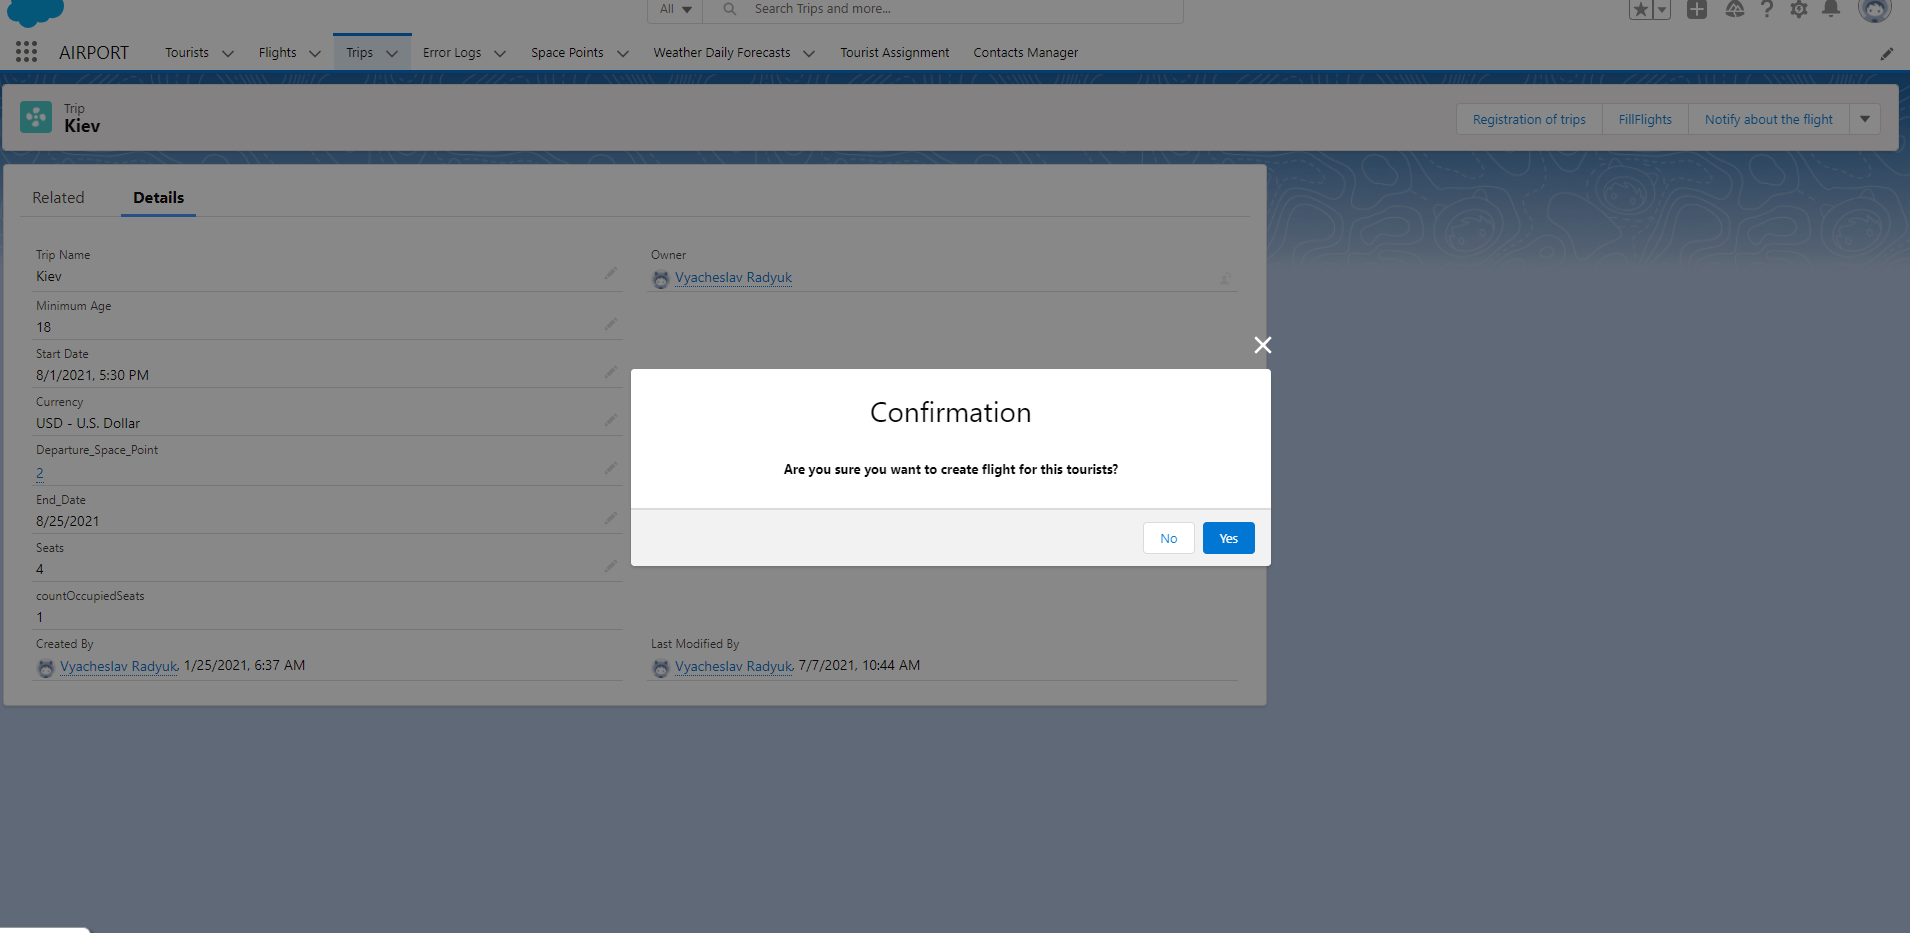 All
Search Trips and more...
AIRPORT
Tourists
Flights
Trips
Error Logs
Space Points
Weather Daily Forecasts
Tourist Assignment
Contacts Manager
Trip
Kiev
Registration of trips
FillFlights
Notify about the flight
Related
Details
Trip Name
Kiev
Owner
Vyacheslav Radyuk
Minimum Age
18
Start Date
8/1/2021, 5:30 PM
Currency
USD - U.S. Dollar
Departure_Space_Point
2
End_Date
8/25/2021
Seats
4
countOccupiedSeats
1
Created By
Vyacheslav Radyuk, 1/25/2021, 6:37 AM
Last Modified By
Vyacheslav Radyuk, 7/7/2021, 10:44 AM
Confirmation
Are you sure you want to create flight for this tourists?
No
Yes